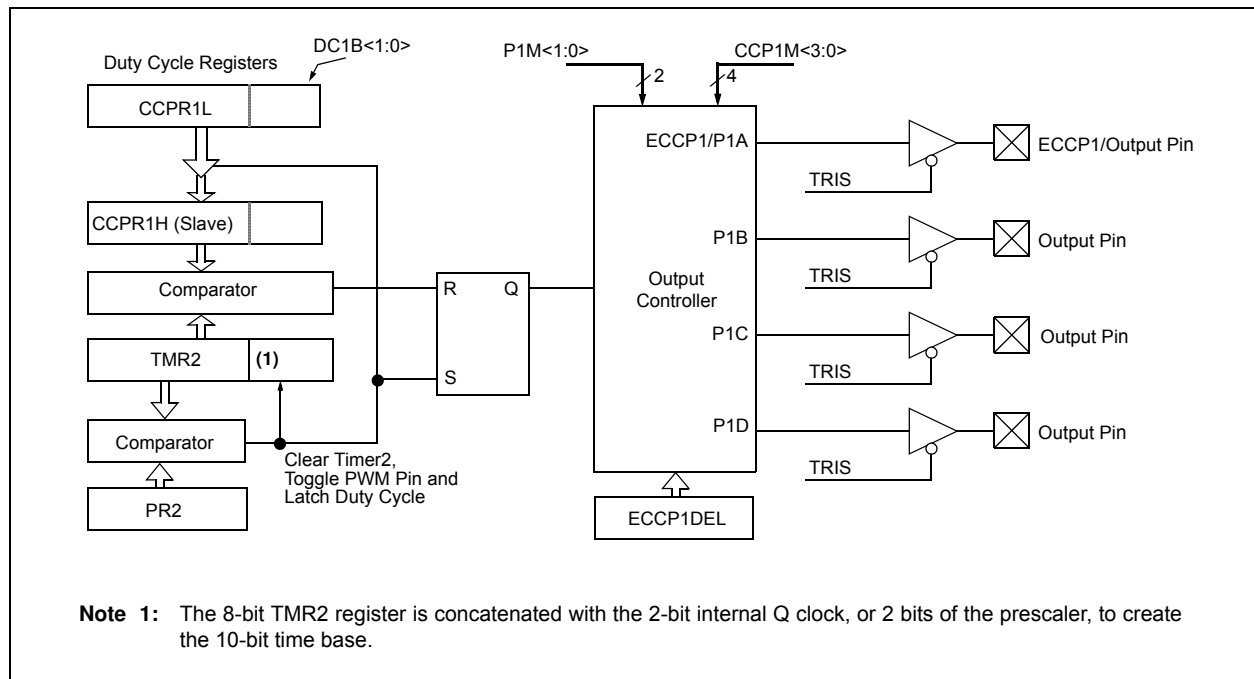 DC1B<1:0>
Duty Cycle Registers
CCPR1L
CCPR1H (Slave)
Comparator
TMR2
(1)
Comparator
PR2
Clear Timer2,
Toggle PWM Pin and
Latch Duty Cycle
R
Q
S
P1M<1:0>
2
CCP1M<3:0>
4
Output
Controller
ECCP1/P1A
P1B
P1C
P1D
ECCP1DEL
TRIS
ECCP1/Output Pin
TRIS
Output Pin
TRIS
Output Pin
TRIS
Output Pin
Note 1: The 8-bit TMR2 register is concatenated with the 2-bit internal Q clock, or 2 bits of the prescaler, to create
the 10-bit time base.